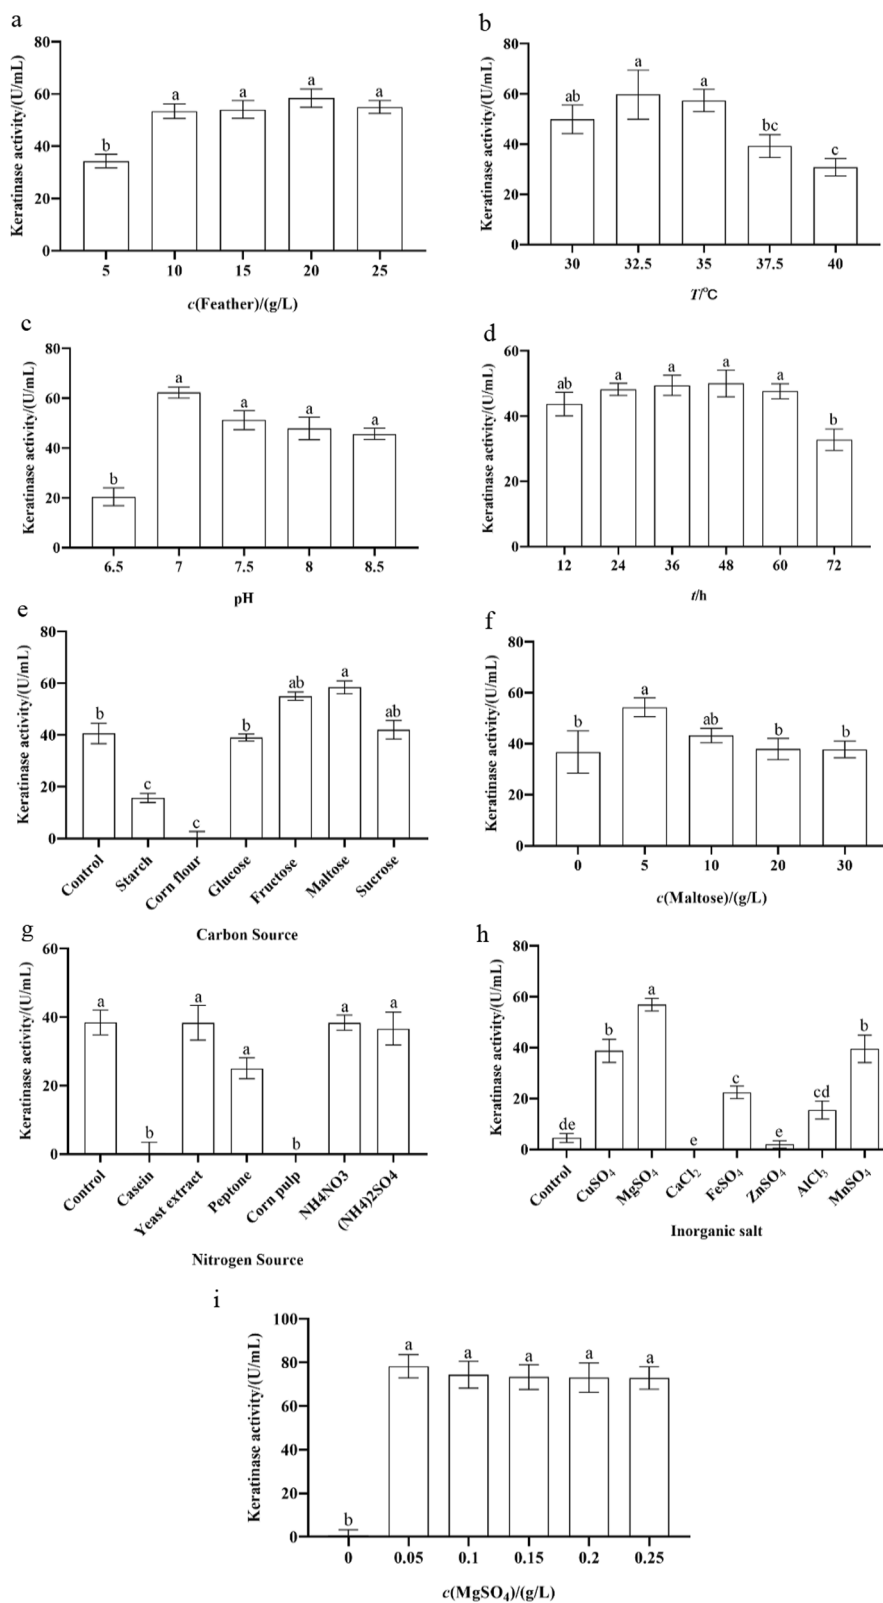 a
Keratinase activity/(U/mL)
80
60
40
20
0
b
a
a
a
a
5 10 15 20 25
c(Feather)/(g/L)
b
Keratinase activity/(U/mL)
80
60
40
20
0
ab
a
a
bc
c
30 32.5 35 37.5 40
T/°C
c
Keratinase activity/(U/mL)
80
60
40
20
0
b
a
a
a
a
6.5 7 7.5 8 8.5
pH
d
Keratinase activity/(U/mL)
60
40
20
0
ab
a
a
a
a
b
12 24 36 48 60 72
t/h
e
Keratinase activity/(U/mL)
80
60
40
20
0
b
c
c
b
ab
a
ab
Control
Starch
Corn flour
Glucose
Fructose
Maltose
Sucrose
Carbon Source
f
Keratinase activity/(U/mL)
80
60
40
20
0
b
a
ab
b
b
0 5 10 20 30
c(Maltose)/(g/L)
g
Keratinase activity/(U/mL)
60
40
20
0
a
b
a
a
b
a
a
Control
Casein
Yeast extract
Peptone
Corn pulp
NH4NO3
(NH4)2SO4
Nitrogen Source
h
Keratinase activity/(U/mL)
80
60
40
20
0
de
b
a
e
c
e
cd
b
Control
CuSO₄
MgSO₄
CaCl₂
FeSO₄
ZnSO₄
AlCl₃
MnSO₄
Inorganic salt
i
Keratinase activity/(U/mL)
100
80
60
40
20
0
b
a
a
a
a
a
0 0.05 0.1 0.15 0.2 0.25
c(MgSO₄)/(g/L)